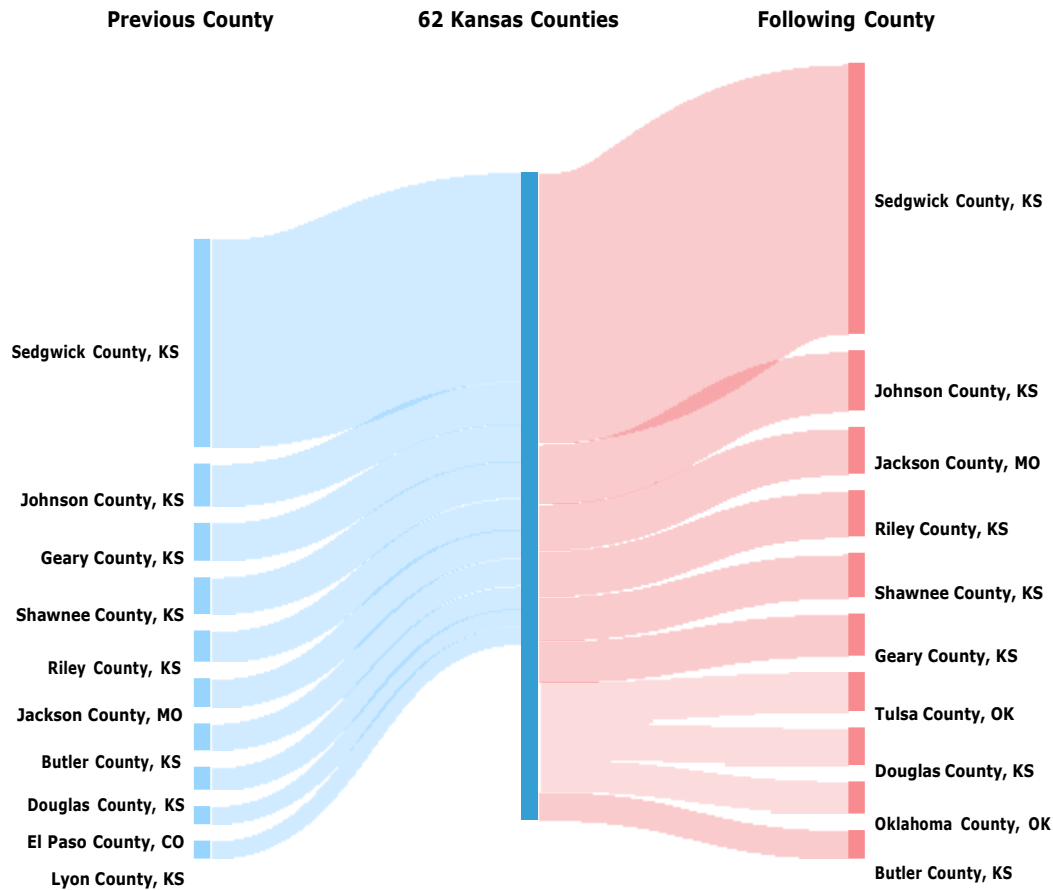 Previous County
62 Kansas Counties
Following County
Sedgwick County, KS
Johnson County, KS
Geary County, KS
Shawnee County, KS
Riley County, KS
Jackson County, MO
Butler County, KS
Douglas County, KS
El Paso County, CO
Lyon County, KS
Sedgwick County, KS
Johnson County, KS
Jackson County, MO
Riley County, KS
Shawnee County, KS
Geary County, KS
Tulsa County, OK
Douglas County, KS
Oklahoma County, OK
Butler County, KS